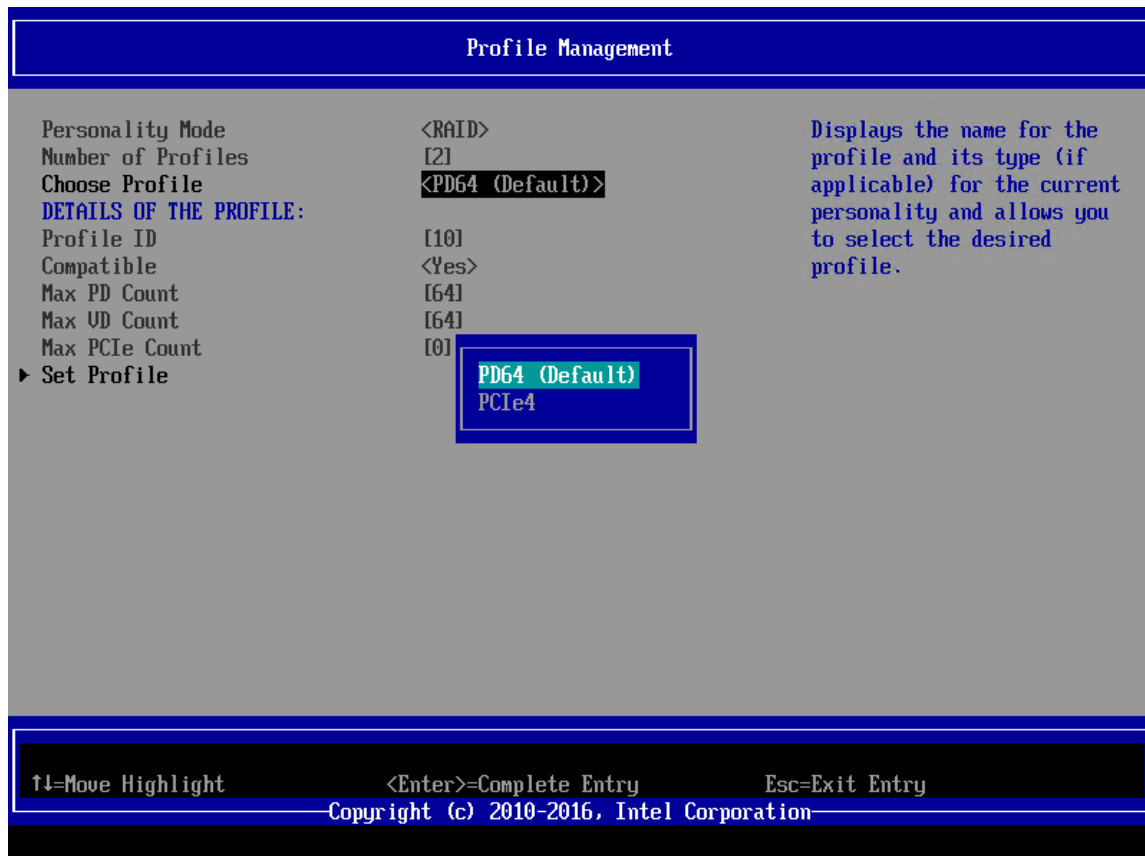 Profile Management
Personality Mode <RAID>
Number of Profiles [2]
Choose Profile <PD64 (Default)>
DETAILS OF THE PROFILE:
Profile ID [10]
Compatible <Yes>
Max PD Count [64]
Max VD Count [64]
Max PCIe Count [0]
Set Profile
PD64 (Default)
PCIe4
Displays the name for the
profile and its type (if
applicable) for the current
personality and allows you
to select the desired
profile.
↑↓=Move Highlight <Enter>=Complete Entry Esc=Exit Entry
Copyright (c) 2010-2016, Intel Corporation